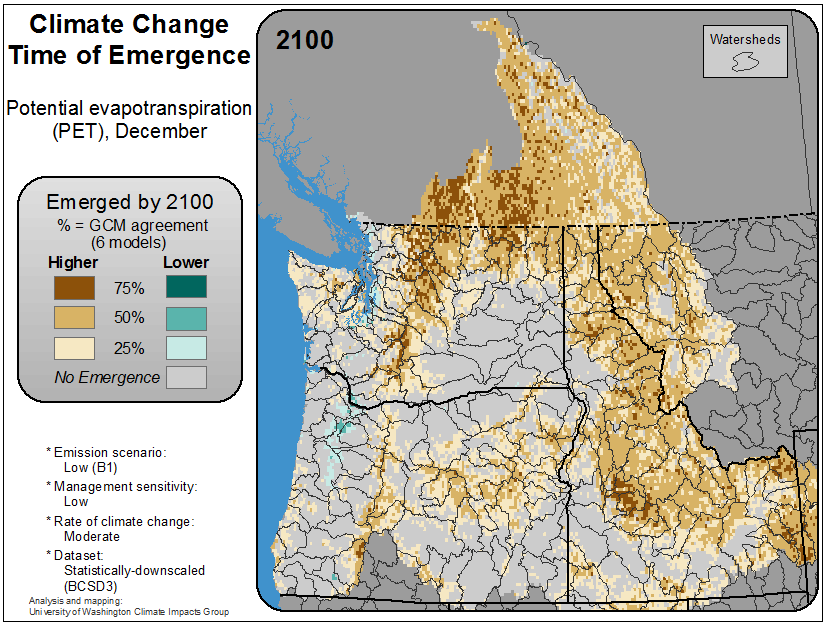 Climate Change
Time of Emergence
Potential evapotranspiration
(PET), December
Emerged by 2100
% = GCM agreement
(6 models)
Higher Lower
75%
50%
25%
No Emergence
* Emission scenario:
Low (B1)
* Management sensitivity:
Low
* Rate of climate change:
Moderate
* Dataset:
Statistically-downscaled
(BCSD3)
Analysis and mapping:
University of Washington Climate Impacts Group
2100
Watersheds